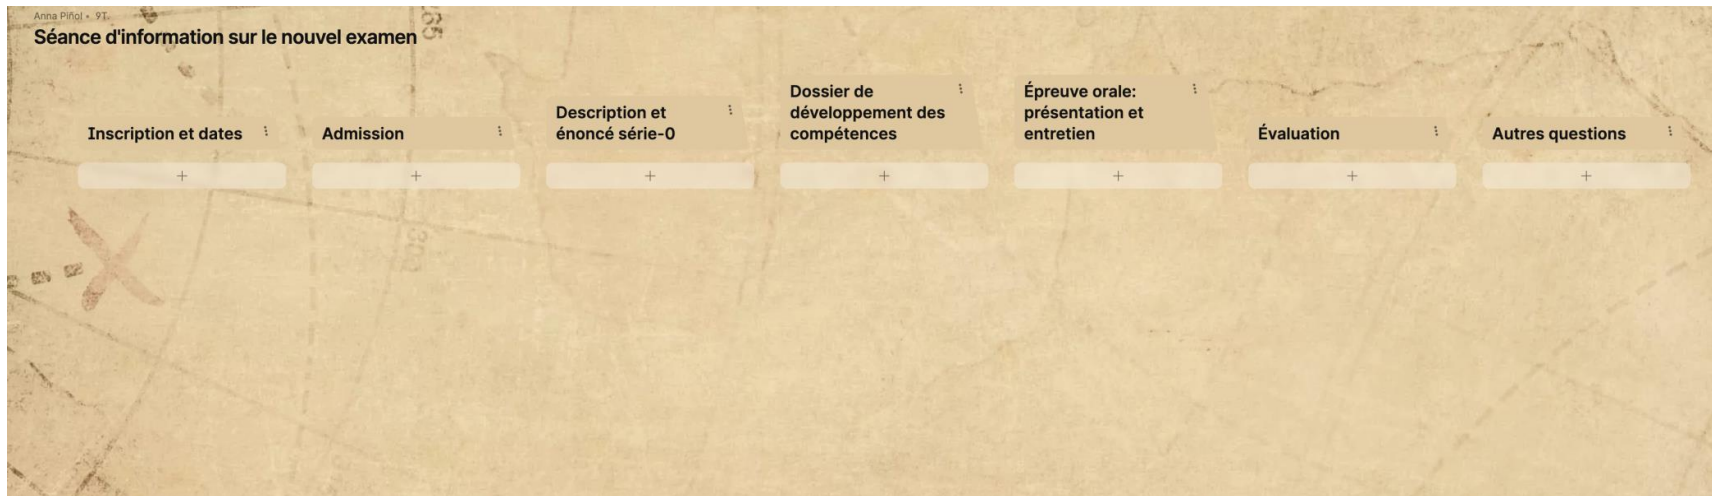 Anna Piñol • 9T.
Séance d'information sur le nouvel examen
Inscription et dates
Admission
Description et
énoncé série-0
Dossier de
développement des
compétences
Épreuve orale:
présentation et
entretien
Évaluation
Autres questions
+ + + + + + +
265